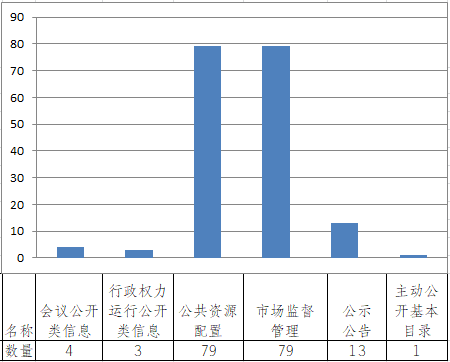 90
80
70
60
50
40
30
20
10
0
名称
会议公开
类信息
行政权力
运行公开
类信息
公共资源
配置
市场监督
管理
公示
公告
主动公
开基本
目录
数量 4 3 79 79 13 1